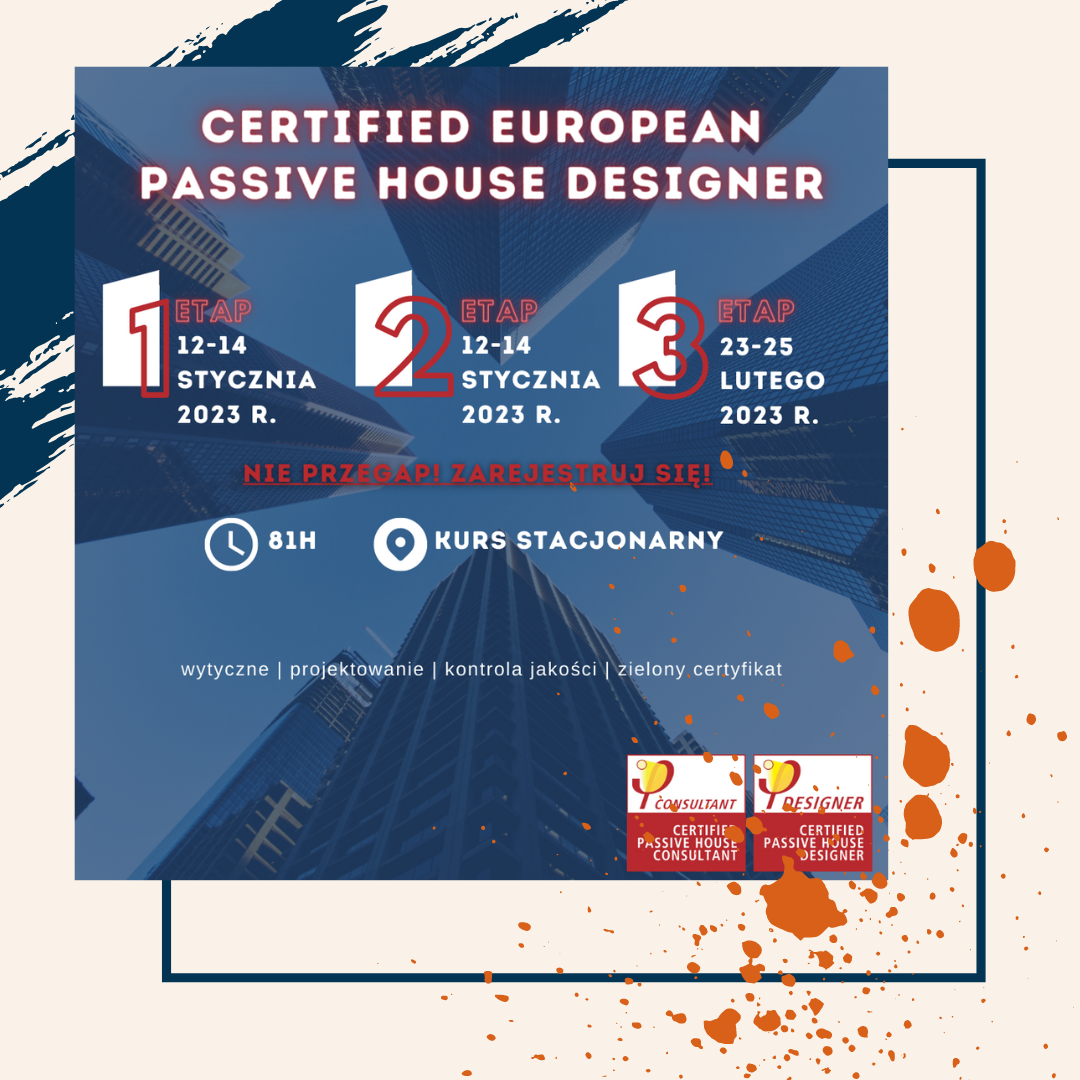 CERTIFIED EUROPEAN
PASSIVE HOUSE DESIGNER
1
ETAP
12-14
STYCZNIA
2023 R.
2
ETAP
12-14
STYCZNIA
2023 R.
3
ETAP
23-25
LUTEGO
2023 R.
NIE PRZEGAP! ZAREJESTRUJ SIĘ!
81H
KURS STACJONARNY
wytyczne | projektowanie | kontrola jakości | zielony certyfikat
CONSULTANT
CERTIFIED
PASSIVE HOUSE
CONSULTANT
DESIGNER
CERTIFIED
PASSIVE HOUSE
DESIGNER